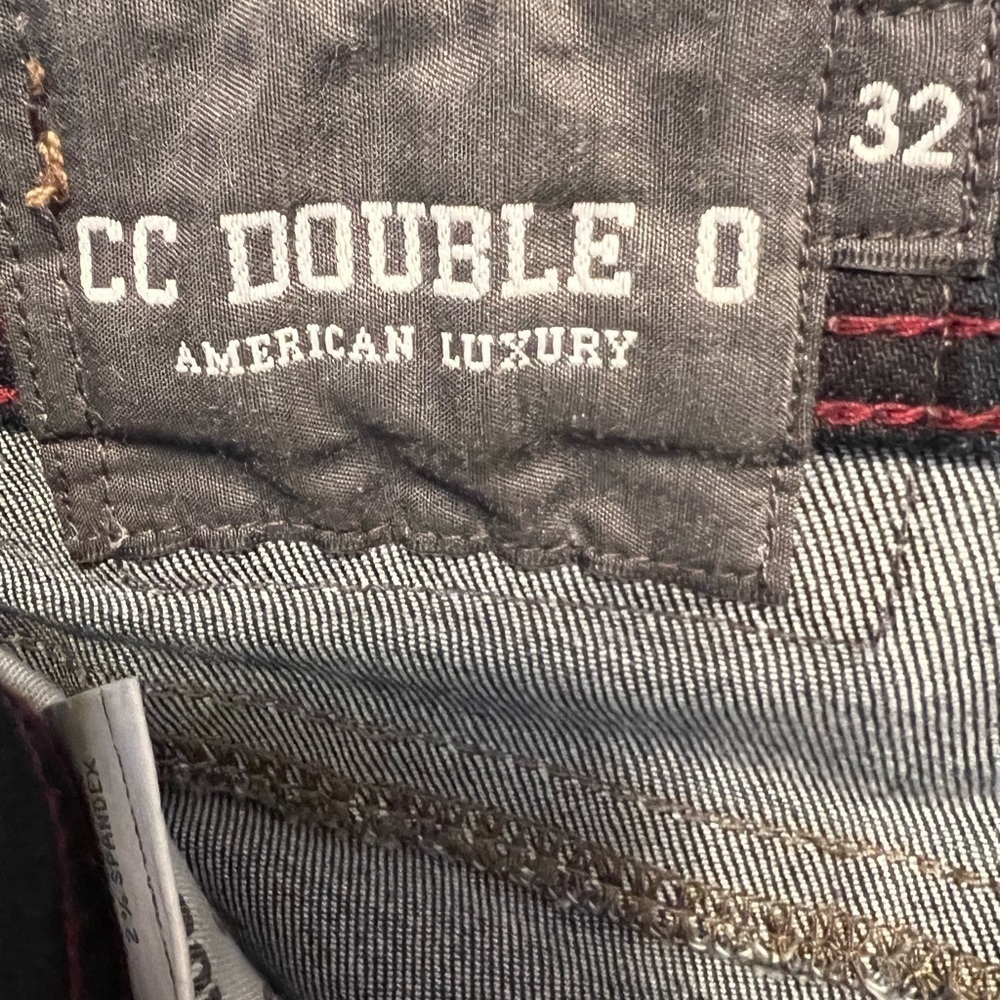 CC DOUBLE O
AMERICAN LUXURY
32
2% SPANDEX